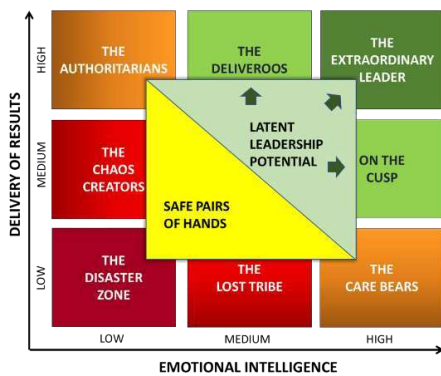 THE
AUTHORITARIANS
THE
DELIVEROOS
THE
EXTRAORDINARY
LEADER
THE
CHAOS
CREATORS
LATENT
LEADERSHIP
POTENTIAL
ON THE
CUSP
SAFE PAIRS
OF HANDS
THE
DISASTER
ZONE
THE
LOST TRIBE
THE
CARE BEARS
DELIVERY OF RESULTS
HIGH
MEDIUM
LOW
LOW
MEDIUM
HIGH
EMOTIONAL INTELLIGENCE